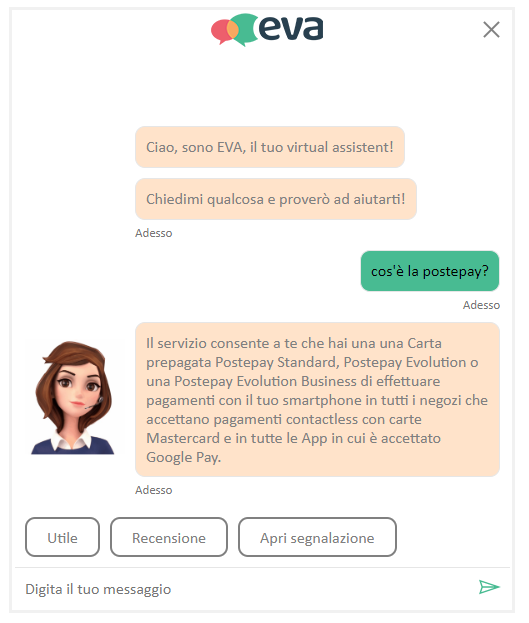 eva
Ciao, sono EVA, il tuo virtual assistent!
Chiedimi qualcosa e proverò ad aiutarti!
Adesso
cos'è la postepay?
Adesso
Il servizio consente a te che hai una una Carta
prepagata Postepay Standard, Postepay Evolution o
una Postepay Evolution Business di effettuare
pagamenti con il tuo smartphone in tutti i negozi che
accettano pagamenti contactless con carte
Mastercard e in tutte le App in cui è accettato
Google Pay.
Adesso
Utile
Recensione
Apri segnalazione
Digita il tuo messaggio